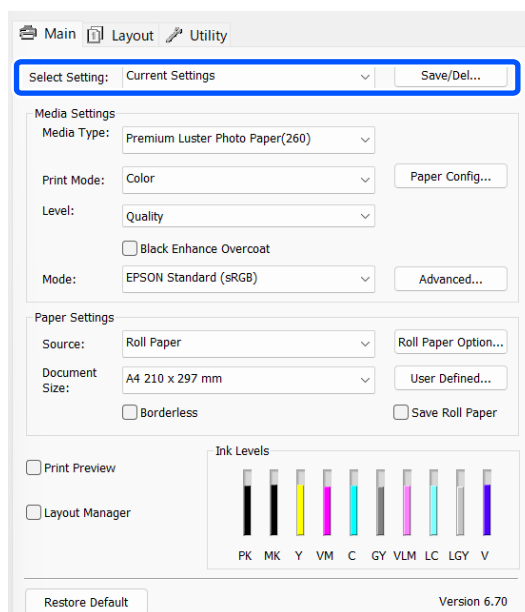 Main Layout Utility
Select Setting: Current Settings Save/Del...
Media Settings
Media Type: Premium Luster Photo Paper(260)
Print Mode: Color Paper Config...
Level: Quality
Black Enhance Overcoat
Mode: EPSON Standard (sRGB) Advanced...
Paper Settings
Source: Roll Paper Roll Paper Option...
Document
Size: A4 210 x 297 mm User Defined...
Borderless Save Roll Paper
Ink Levels
Print Preview
Layout Manager
PK MK Y VM C GY VLM LC LGY V
Restore Default Version 6.70